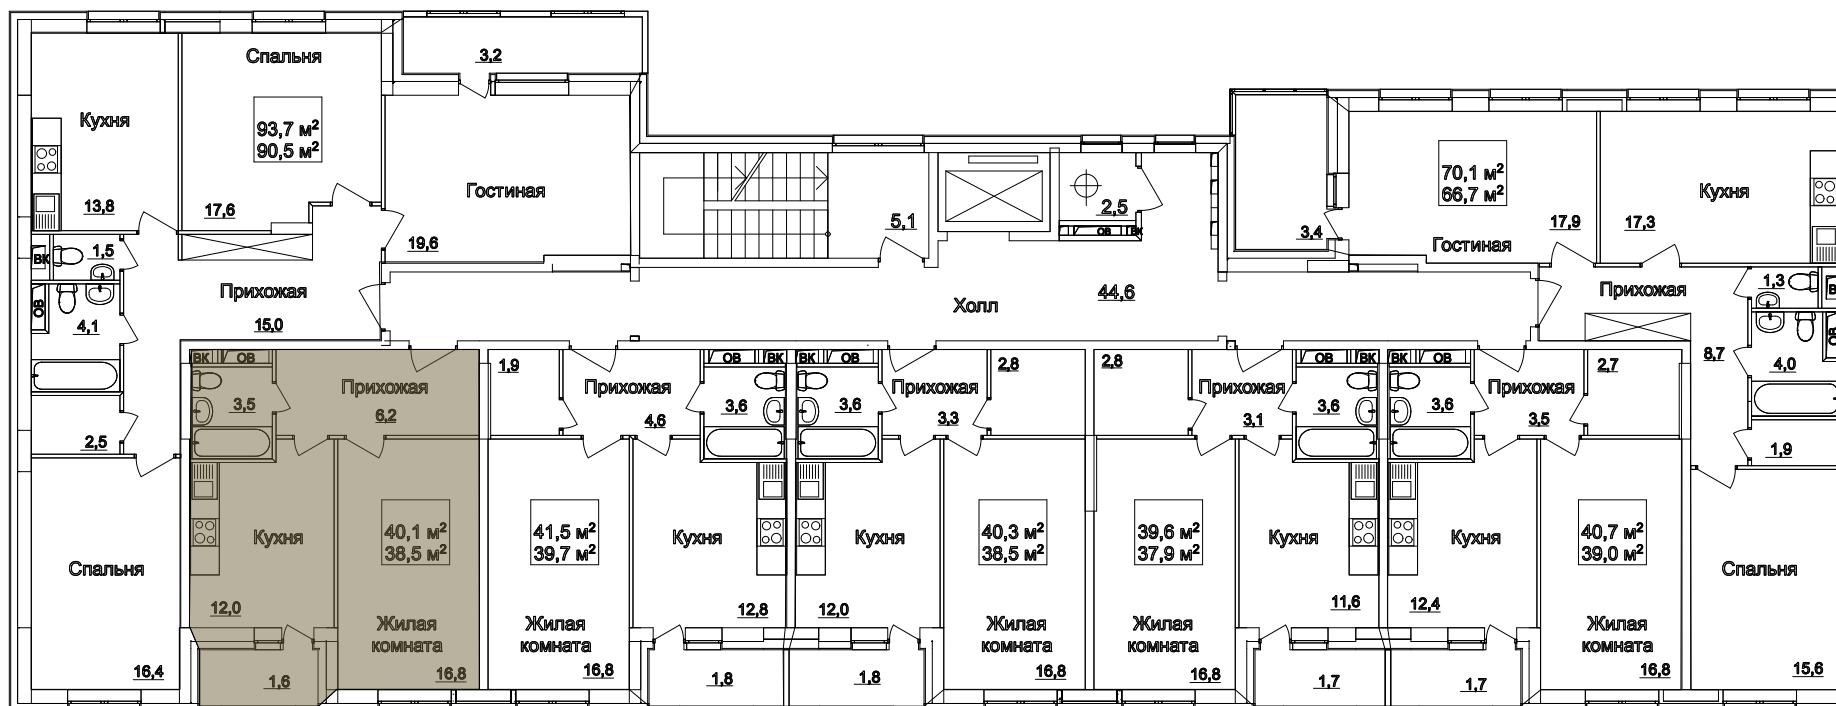 3,2
Спальня
Кухня
93,7 м²
90,5 м²
13,8
17,6
Гостиная
19,6
5,1
2,5
ОВ
ВК
3,4
70,1 м²
66,7 м²
17,9
Гостиная
Кухня
17,3
ВК
1,5
ОВ
4,1
Прихожая
15,0
2,5
Холл
44,6
Прихожая
8,7
1,3
4,0
1,9
Спальня
16,4
ВК
ОВ
3,5
Прихожая
6,2
40,1 м²
38,5 м²
Кухня
12,0
Жилая
комната
16,8
1,6
1,9
Прихожая
4,6
ОВ
ВК
3,6
41,5 м²
39,7 м²
Кухня
12,8
Жилая
комната
16,8
1,8
ВК
ОВ
3,6
Прихожая
3,3
2,8
Кухня
12,0
40,3 м²
38,5 м²
Жилая
комната
16,8
1,8
2,8
Прихожая
3,1
ОВ
ВК
3,6
39,6 м²
37,9 м²
Кухня
11,6
Жилая
комната
16,8
1,7
ВК
ОВ
3,6
Прихожая
3,5
2,7
Кухня
12,4
40,7 м²
39,0 м²
Жилая
комната
16,8
1,7
Спальня
15,6